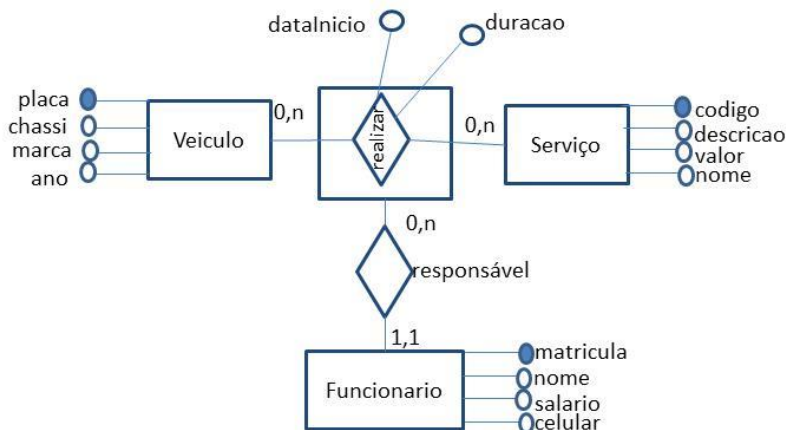 dataInicio
duracao
placa
chassi
marca
ano
Veiculo
0,n
realizar
0,n
Serviço
codigo
descricao
valor
nome
0,n
responsável
1,1
Funcionario
matricula
nome
salario
celular